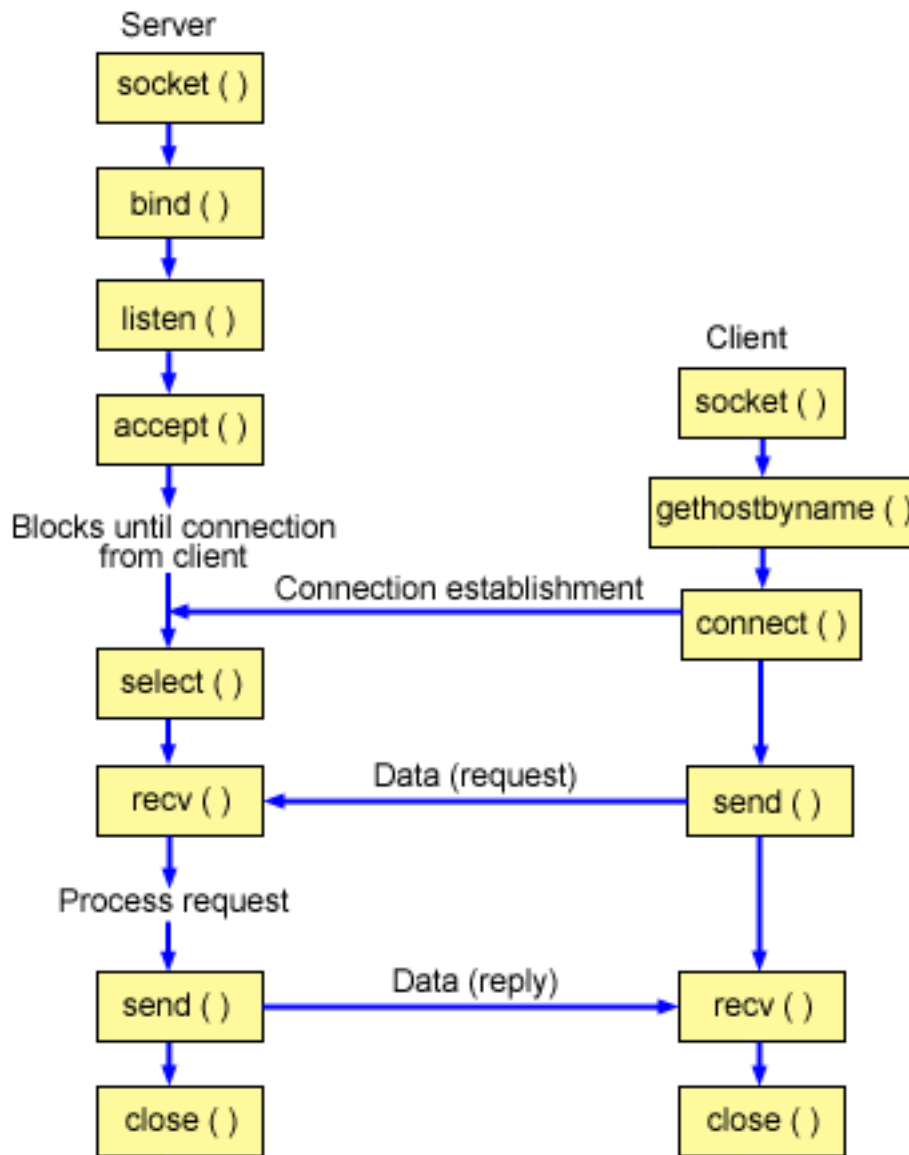 Server
socket ( )
bind ( )
listen ( )
accept ( )
Blocks until connection
from client
select ( )
recv ( )
Process request
send ( )
close ( )
Client
socket ( )
gethostbyname ( )
connect ( )
send ( )
recv ( )
close ( )
Connection establishment
Data (request)
Data (reply)